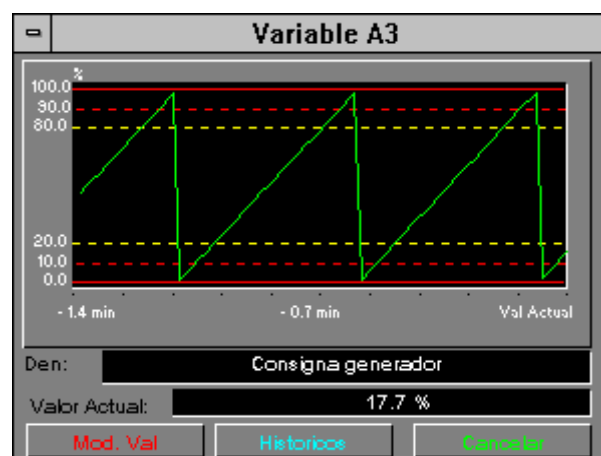 Variable A3
%
100.0
90.0
80.0
20.0
10.0
0.0
- 1.4 min - 0.7 min Val Actual
Den: Consigna generador
Valor Actual: 17.7 %
Mod. Val Historicos Cancelar